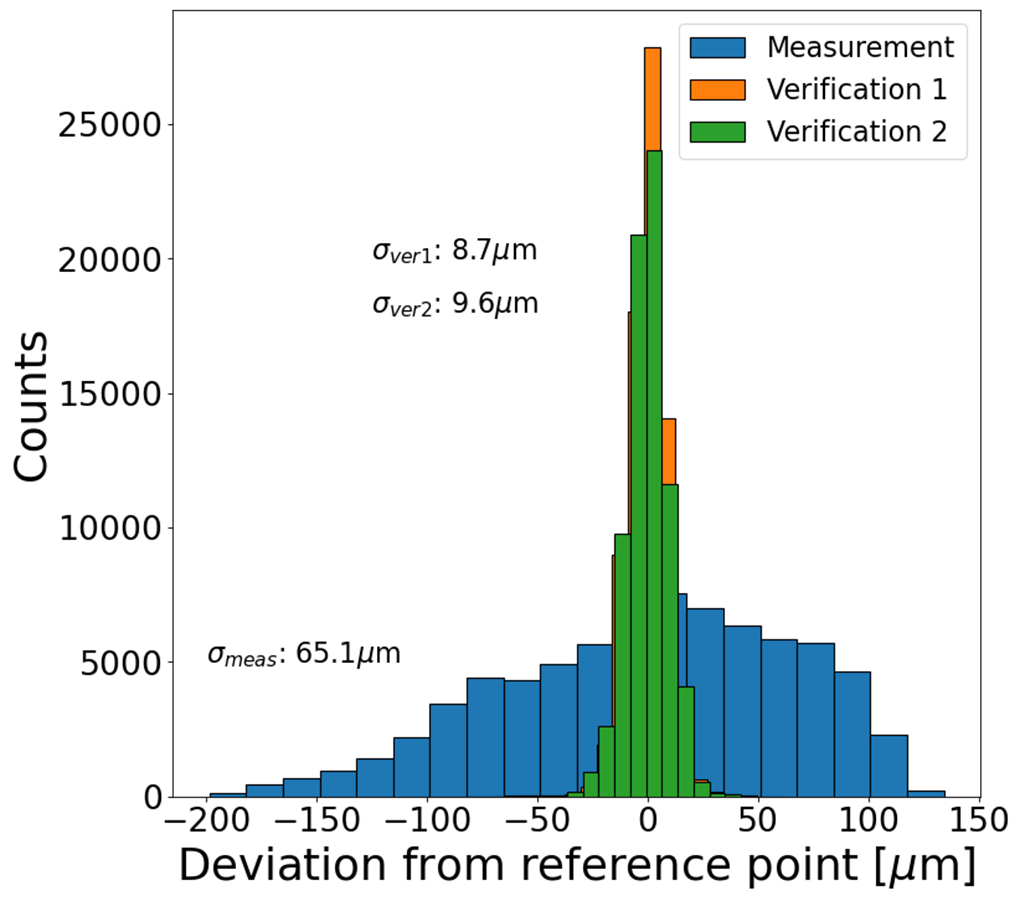 Measurement
Verification 1
Verification 2
25000
20000
15000
10000
5000
0
Counts
σver1: 8.7μm
σver2: 9.6μm
σmeas: 65.1μm
−200 −150 −100 −50 0 50 100 150
Deviation from reference point [μm]